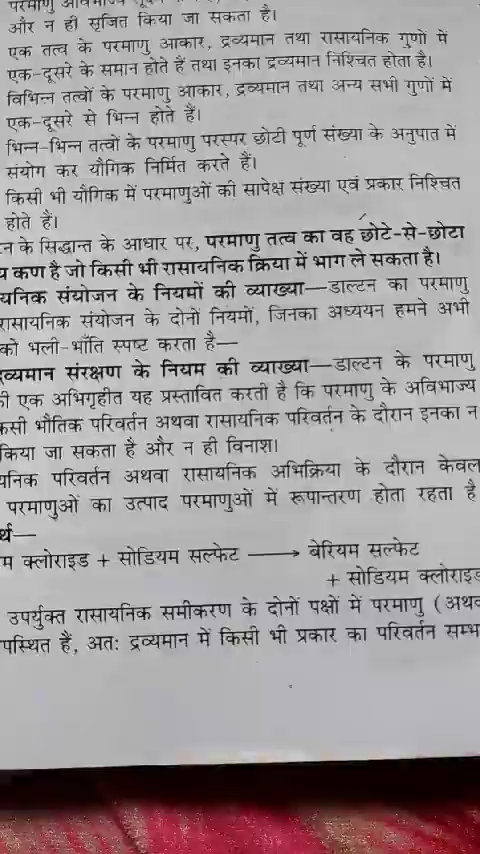 और न ही सृजित किया जा सकता है।
एक तत्व के परमाणु आकार, द्रव्यमान तथा रासायनिक गुणों में
एक-दूसरे के समान होते हैं तथा इनका द्रव्यमान निश्चित होता है।
विभिन्न तत्वों के परमाणु आकार, द्रव्यमान तथा अन्य सभी गुणों में
एक-दूसरे से भिन्न होते हैं।
भिन्न-भिन्न तत्वों के परमाणु परस्पर छोटी पूर्ण संख्या के अनुपात में
संयोग कर यौगिक निर्मित करते हैं।
किसी भी यौगिक में परमाणुओं की सापेक्ष संख्या एवं प्रकार निश्चित
होते हैं।
न के सिद्धान्त के आधार पर, परमाणु तत्व का वह छोटे-से-छोटा
कण है जो किसी भी रासायनिक क्रिया में भाग ले सकता है।
यनिक संयोजन के नियमों की व्याख्या—डाल्टन का परमाणु
रासायनिक संयोजन के दोनों नियमों, जिनका अध्ययन हमने अभी
को भली-भाँति स्पष्ट करता है—
द्रव्यमान संरक्षण के नियम की व्याख्या—डाल्टन के परमाणु
की एक अभिगृहीत यह प्रस्तावित करती है कि परमाणु के अविभाज्य
कसी भौतिक परिवर्तन अथवा रासायनिक परिवर्तन के दौरान इनका न
किया जा सकता है और न ही विनाश।
यनिक परिवर्तन अथवा रासायनिक अभिक्रिया के दौरान केवल
परमाणुओं का उत्पाद परमाणुओं में रूपान्तरण होता रहता है
र्थ—
म क्लोराइड + सोडियम सल्फेट ⟶ बेरियम सल्फेट
+ सोडियम क्लोराइड
उपर्युक्त रासायनिक समीकरण के दोनों पक्षों में परमाणु (अथव
पस्थित हैं, अतः द्रव्यमान में किसी भी प्रकार का परिवर्तन सम्भ